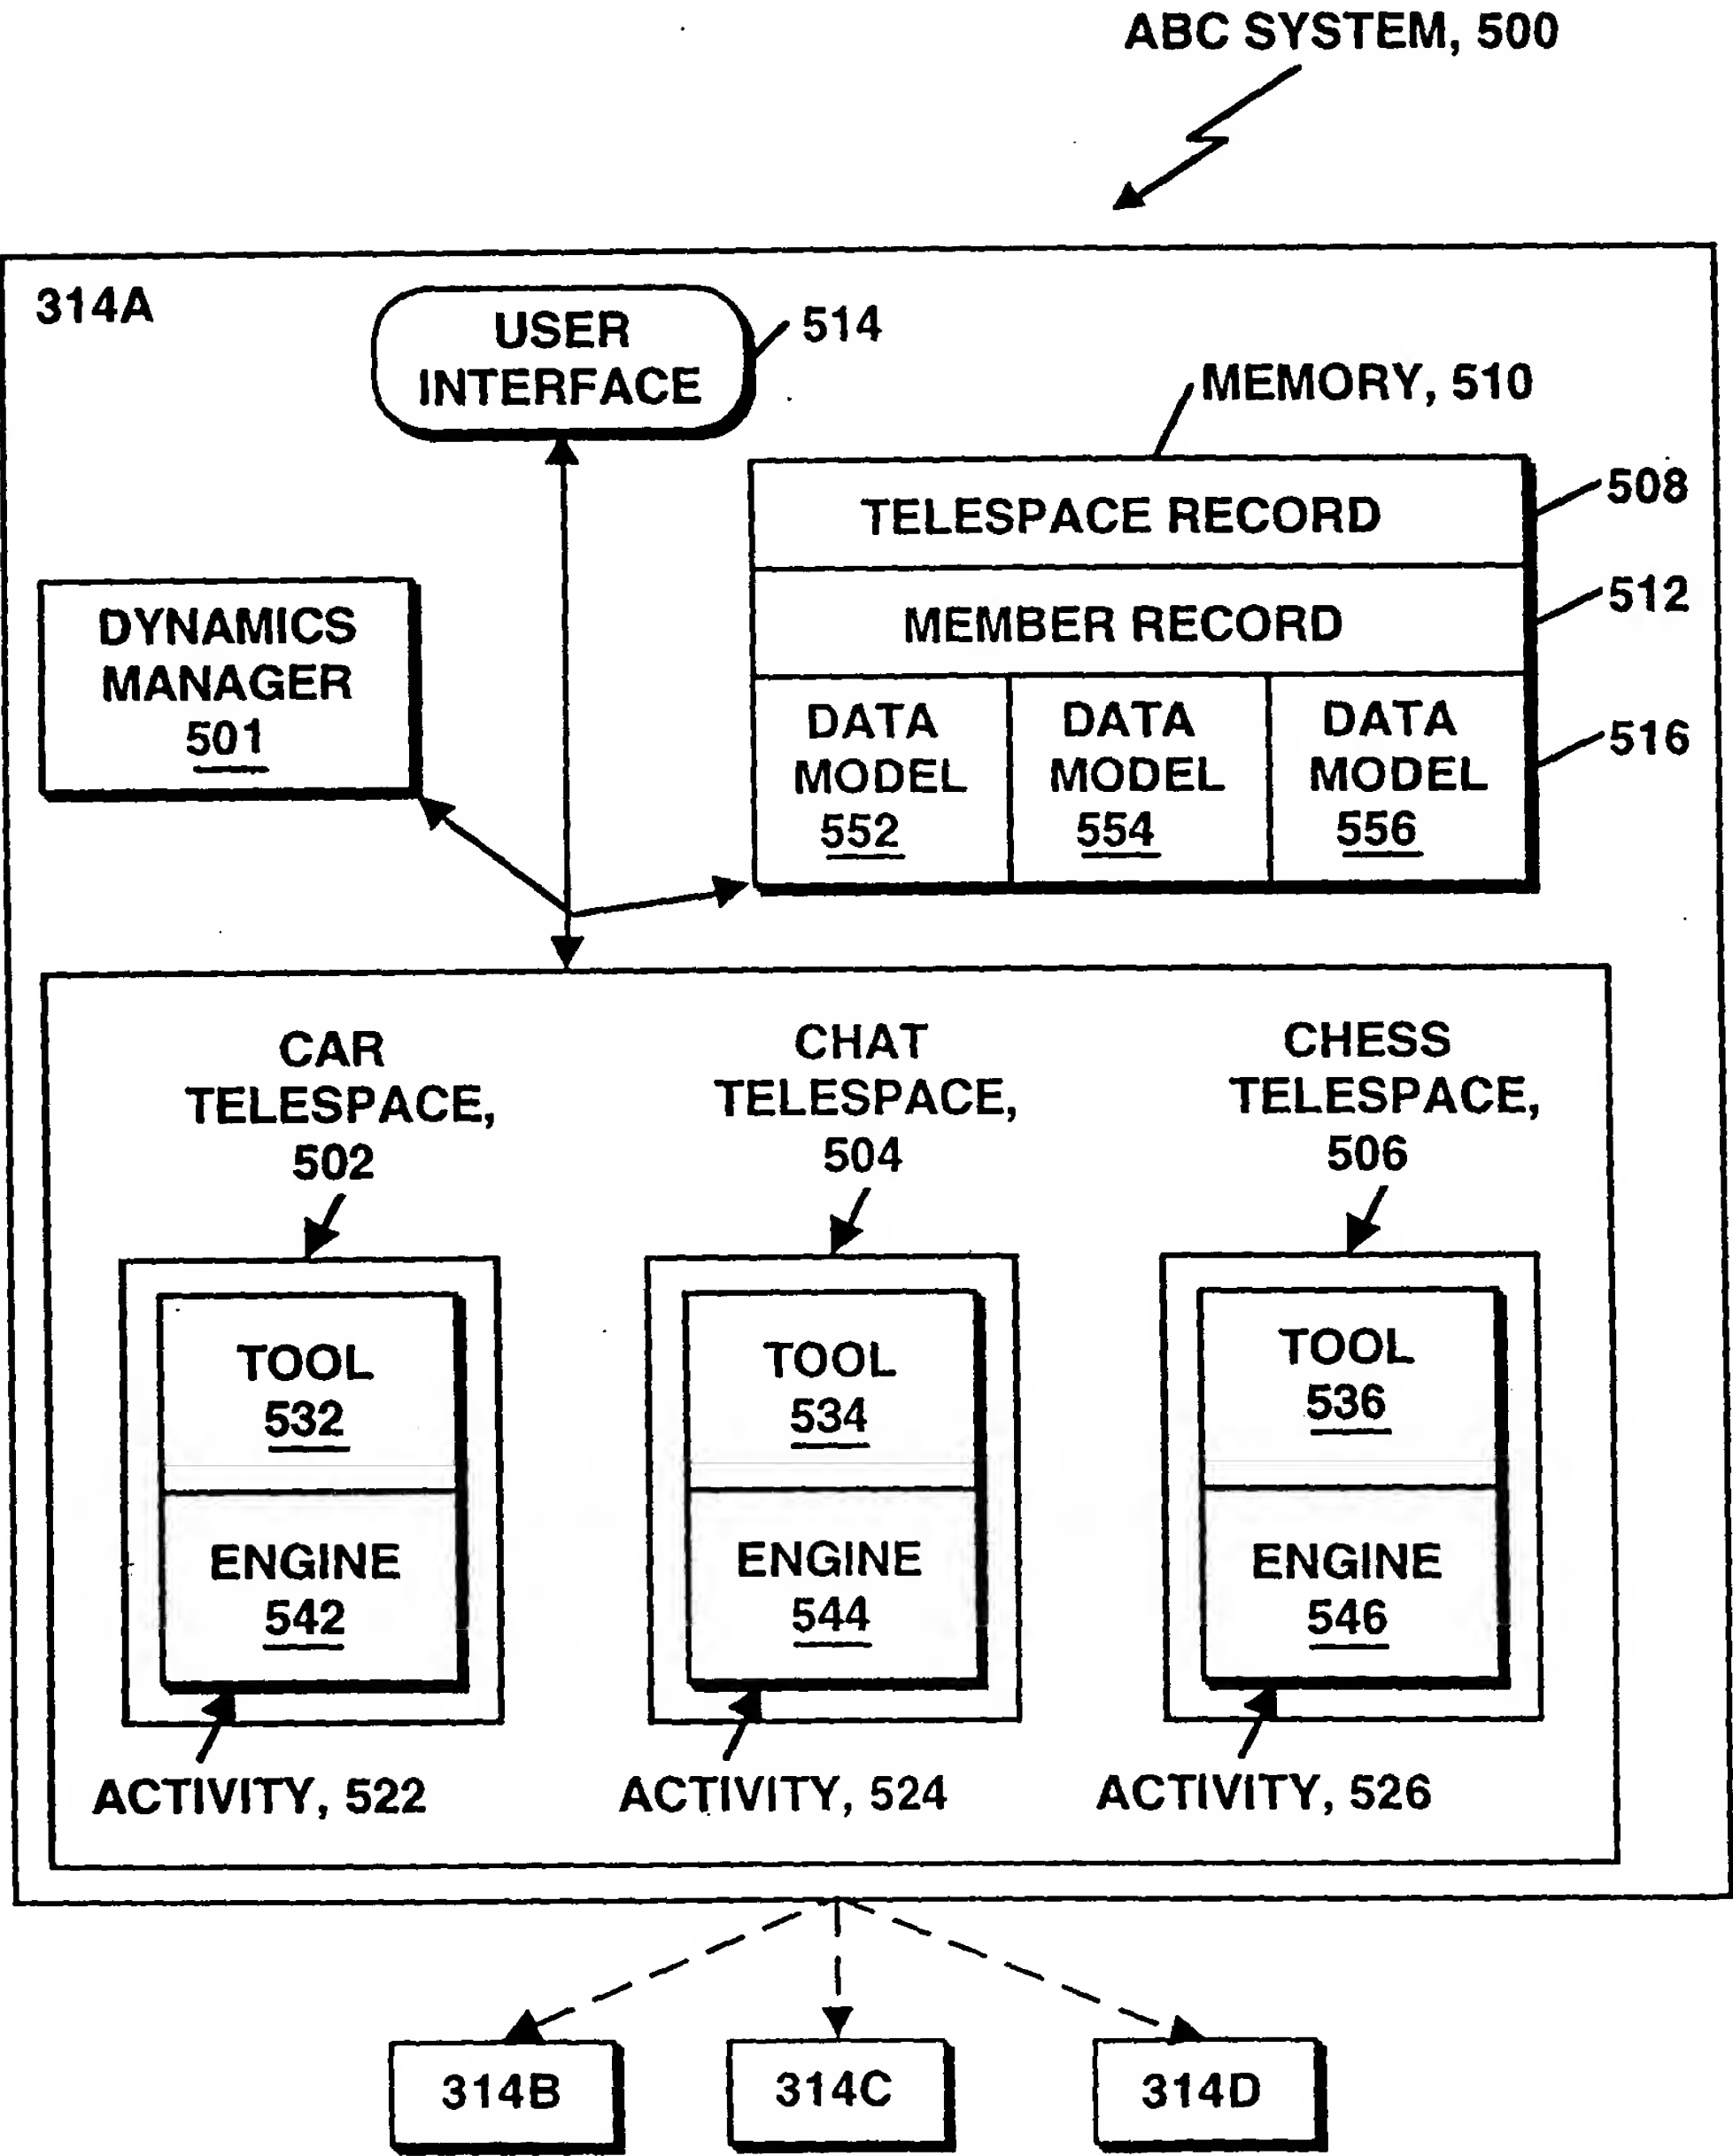 ABC SYSTEM, 500
314A
USER
INTERFACE
514
MEMORY, 510
TELESPACE RECORD
508
MEMBER RECORD
512
DYNAMICS
MANAGER
501
DATA
MODEL
552
DATA
MODEL
554
DATA
MODEL
556
516
CAR
TELESPACE,
502
CHAT
TELESPACE,
504
CHESS
TELESPACE,
506
TOOL
532
ENGINE
542
TOOL
534
ENGINE
544
TOOL
536
ENGINE
546
ACTIVITY, 522
ACTIVITY, 524
ACTIVITY, 526
314B
314C
314D